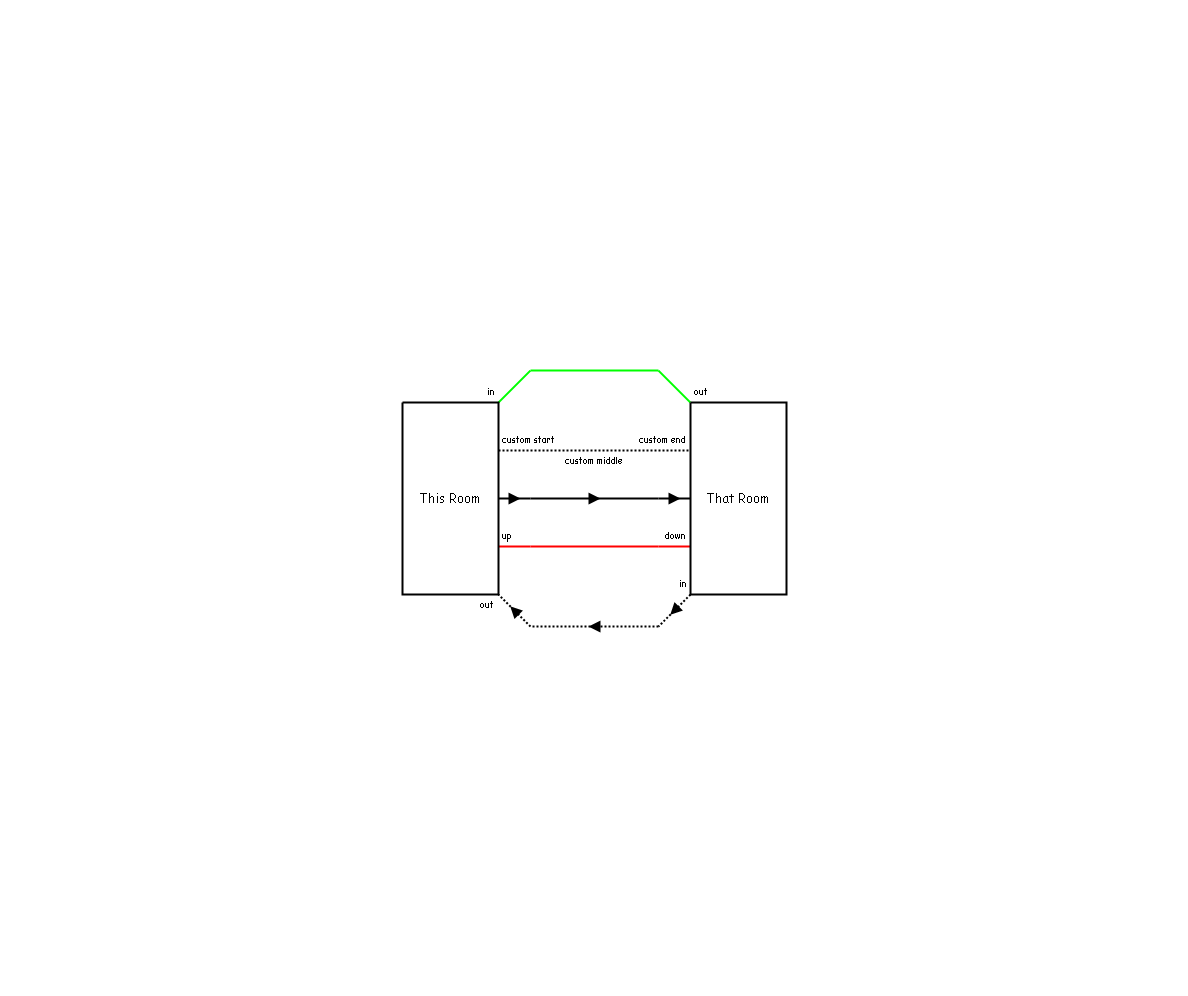 in
out
custom start
custom end
custom middle
This Room
That Room
up
down
in
out